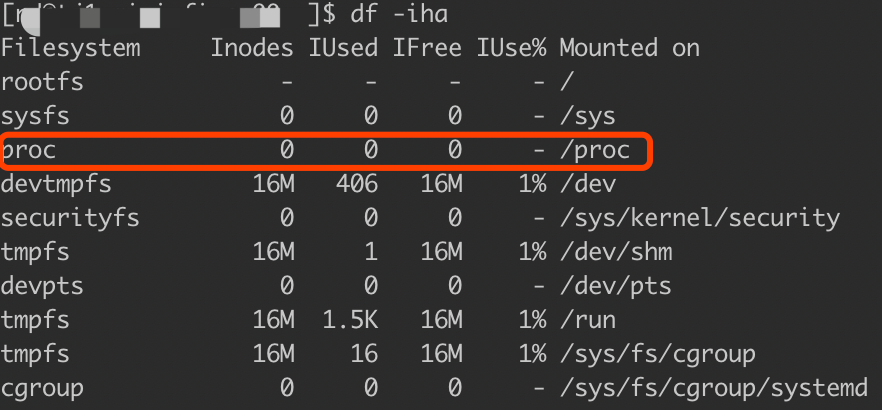 ]$ df -iha
Filesystem Inodes IUsed IFree IUse% Mounted on
rootfs - - - - /
sysfs 0 0 0 - /sys
proc 0 0 0 - /proc
devtmpfs 16M 406 16M 1% /dev
securityfs 0 0 0 - /sys/kernel/security
tmpfs 16M 1 16M 1% /dev/shm
devpts 0 0 0 - /dev/pts
tmpfs 16M 1.5K 16M 1% /run
tmpfs 16M 16 16M 1% /sys/fs/cgroup
cgroup 0 0 0 - /sys/fs/cgroup/systemd